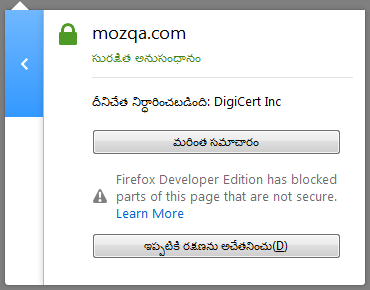 mozqa.com
సురక్షిత అనుసంధానం
దీనిచేత నిర్ధారించబడింది: DigiCert Inc
మరింత సమాచారం
Firefox Developer Edition has blocked
parts of this page that are not secure.
Learn More
ఇప్పటికి రక్షణను అచేతనించు(D)